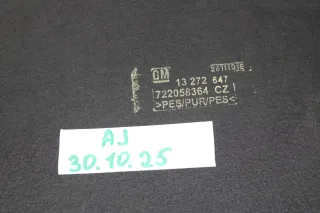 GM
13 272 647
722058364 CZ
>PES/PUR/PES<
AJ
30.10.25